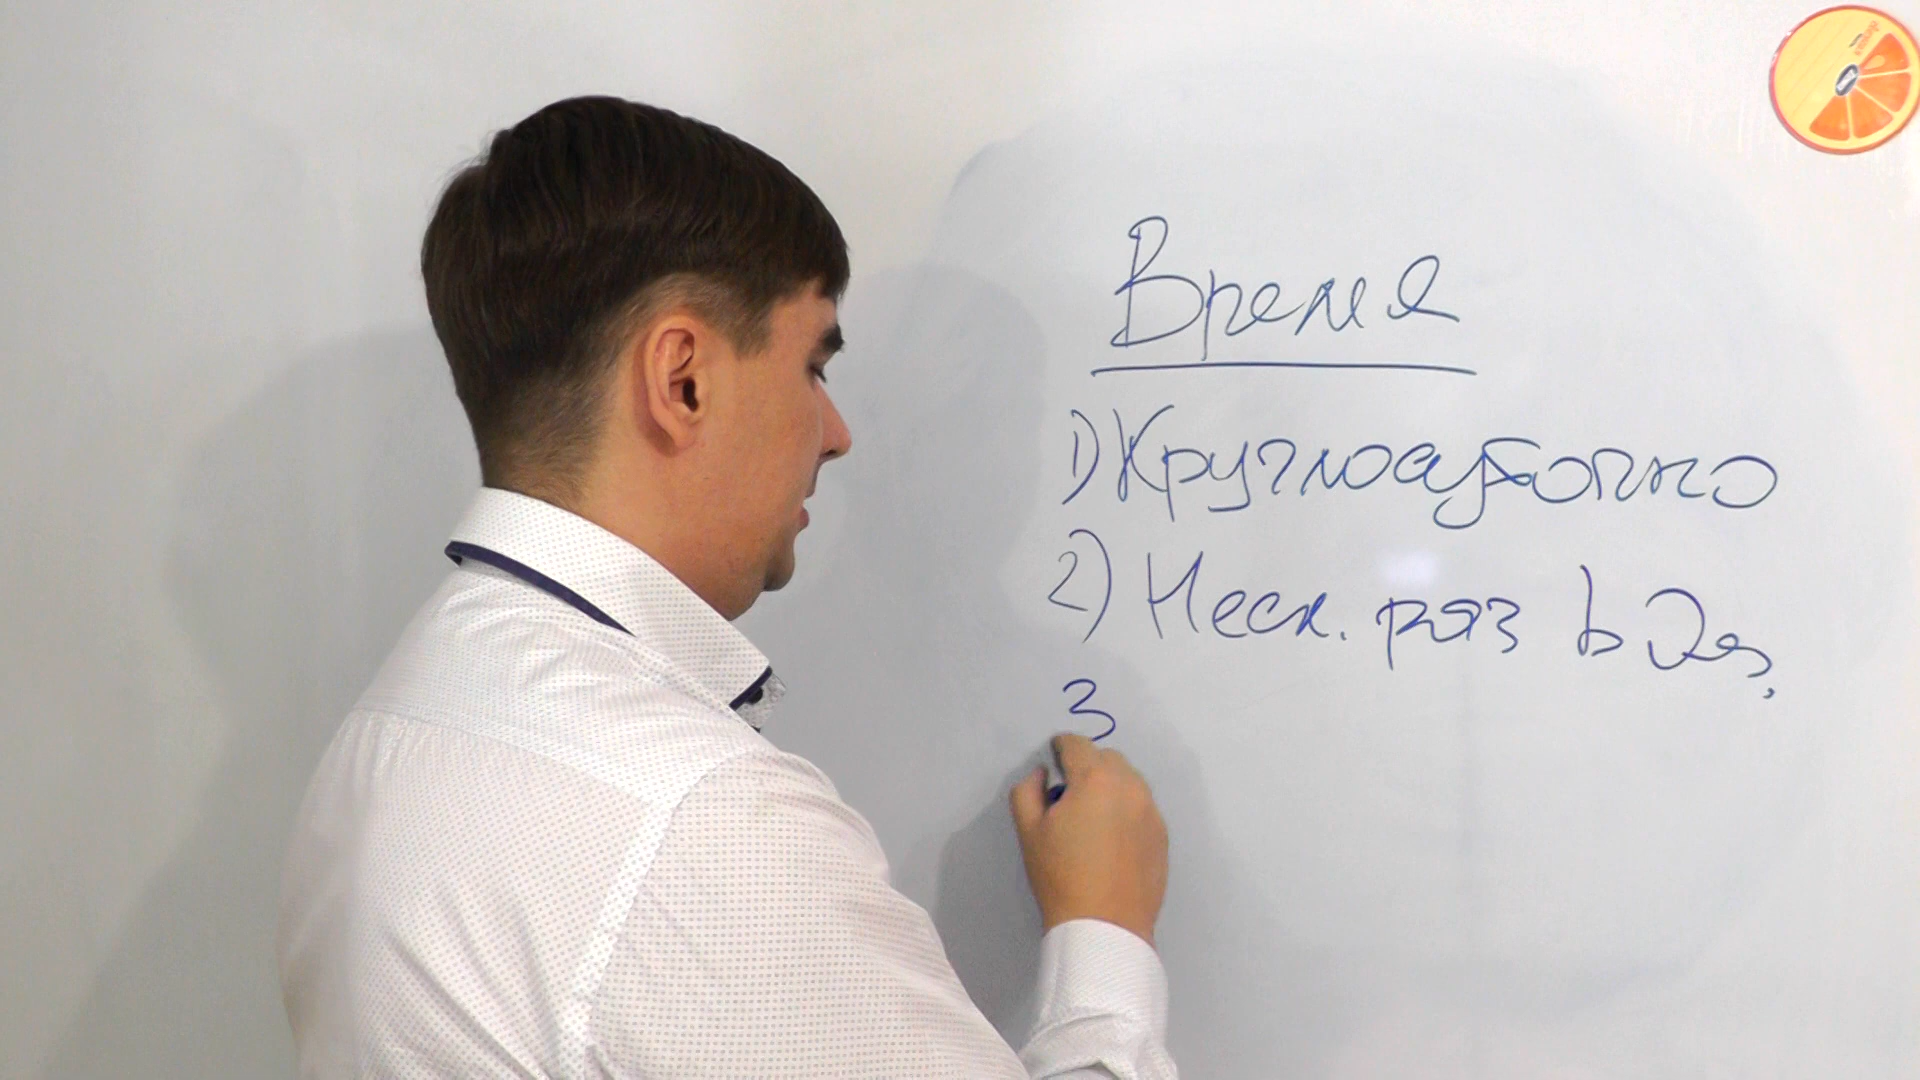 Время
1) Круглосуточно
2) Неск. раз в день
3